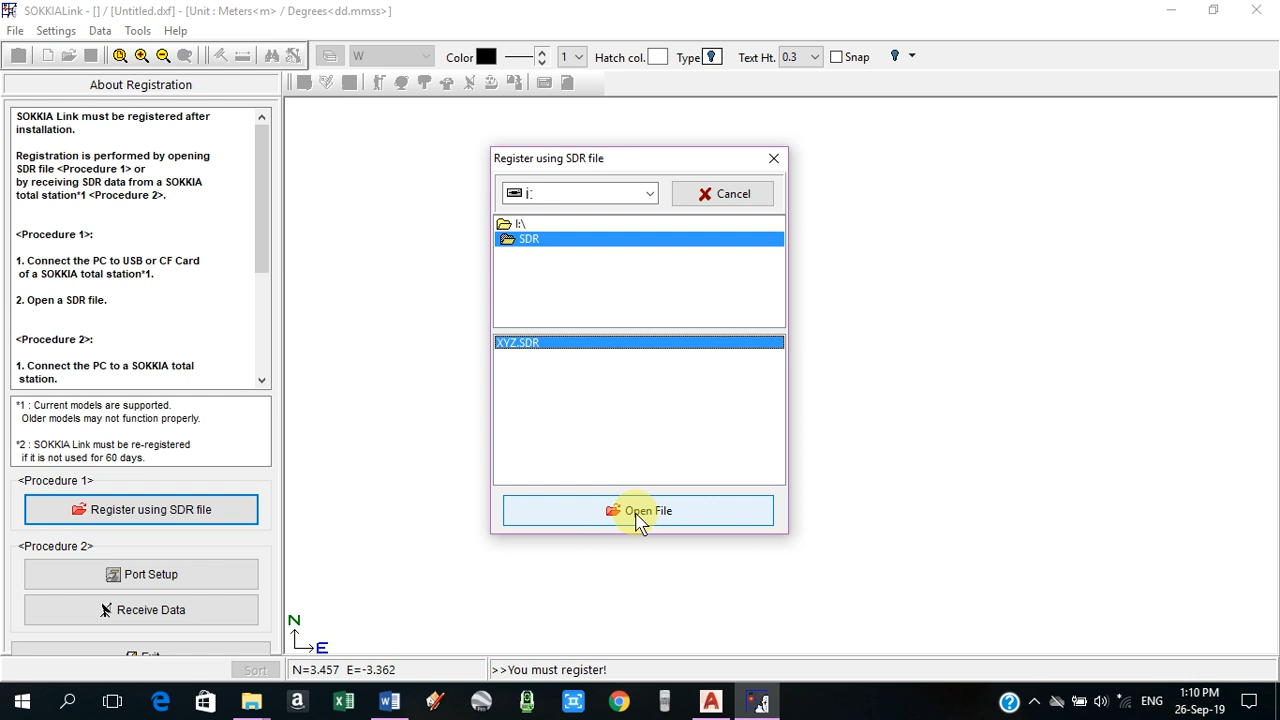 SOKKIALink - [] / [Untitled.dxf] - [Unit : Meters<m> / Degrees<dd.mmss>]
File Settings Data Tools Help
W Color 1 Hatch col. Type Text Ht. 0.3 Snap
About Registration
SOKKIA Link must be registered after
installation.
Registration is performed by opening
SDR file <Procedure 1> or
by receiving SDR data from a SOKKIA
total station*1 <Procedure 2>.
<Procedure 1>:
1. Connect the PC to USB or CF Card
of a SOKKIA total station*1.
2. Open a SDR file.
<Procedure 2>:
1. Connect the PC to a SOKKIA total
station.
*1 : Current models are supported.
Older models may not function properly.
*2 : SOKKIA Link must be re-registered
if it is not used for 60 days.
<Procedure 1>
Register using SDR file
<Procedure 2>
Port Setup
Receive Data
Exit
Sort
Register using SDR file
i:
Cancel
I:\
SDR
XYZ.SDR
Open File
N
E
N=3.457 E=-3.362
>>You must register!
ENG
1:10 PM
26-Sep-19